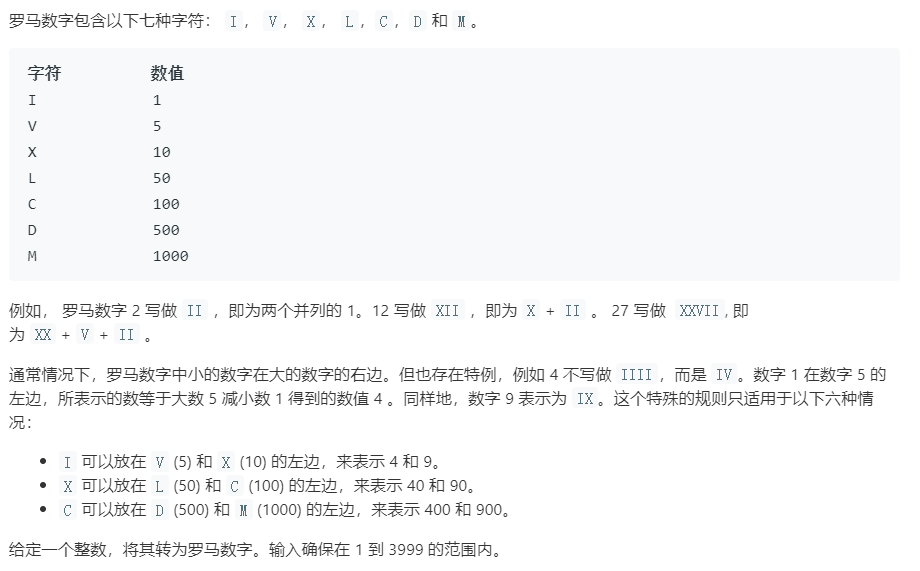 罗马数字包含以下七种字符： I， V， X， L，C，D 和 M。
字符          数值
I             1
V             5
X             10
L             50
C             100
D             500
M             1000
例如， 罗马数字 2 写做 II ，即为两个并列的 1。12 写做 XII ，即为 X + II 。 27 写做  XXVII, 即
为 XX + V + II 。
通常情况下，罗马数字中小的数字在大的数字的右边。但也存在特例，例如 4 不写做 IIII，而是 IV。数字 1 在数字 5 的
左边，所表示的数等于大数 5 减小数 1 得到的数值 4 。同样地，数字 9 表示为 IX。这个特殊的规则只适用于以下六种情
况：
• I 可以放在 V (5) 和 X (10) 的左边，来表示 4 和 9。
• X 可以放在 L (50) 和 C (100) 的左边，来表示 40 和 90。
• C 可以放在 D (500) 和 M (1000) 的左边，来表示 400 和 900。
给定一个整数，将其转为罗马数字。输入确保在 1 到 3999 的范围内。